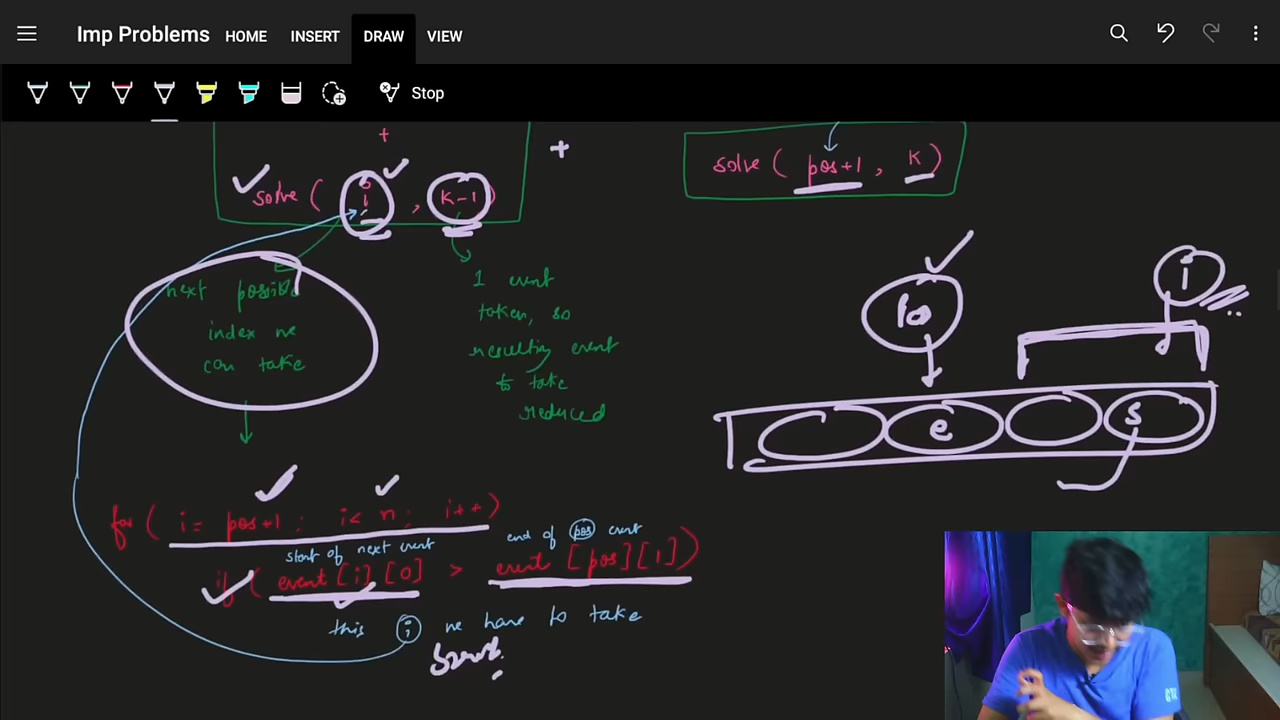 Imp Problems HOME INSERT DRAW VIEW
Stop
+
+
solve ( i , k-1 )
solve ( pos+1 , K )
next possible
index we
can take
1 event
taken, so
resulting event
to take
reduced
i
e
s
for ( i = pos+1 ; i < n ; i++ )
start of next event
end of pos event
if ( event [i] [0] > event [pos] [1] )
this i we have to take